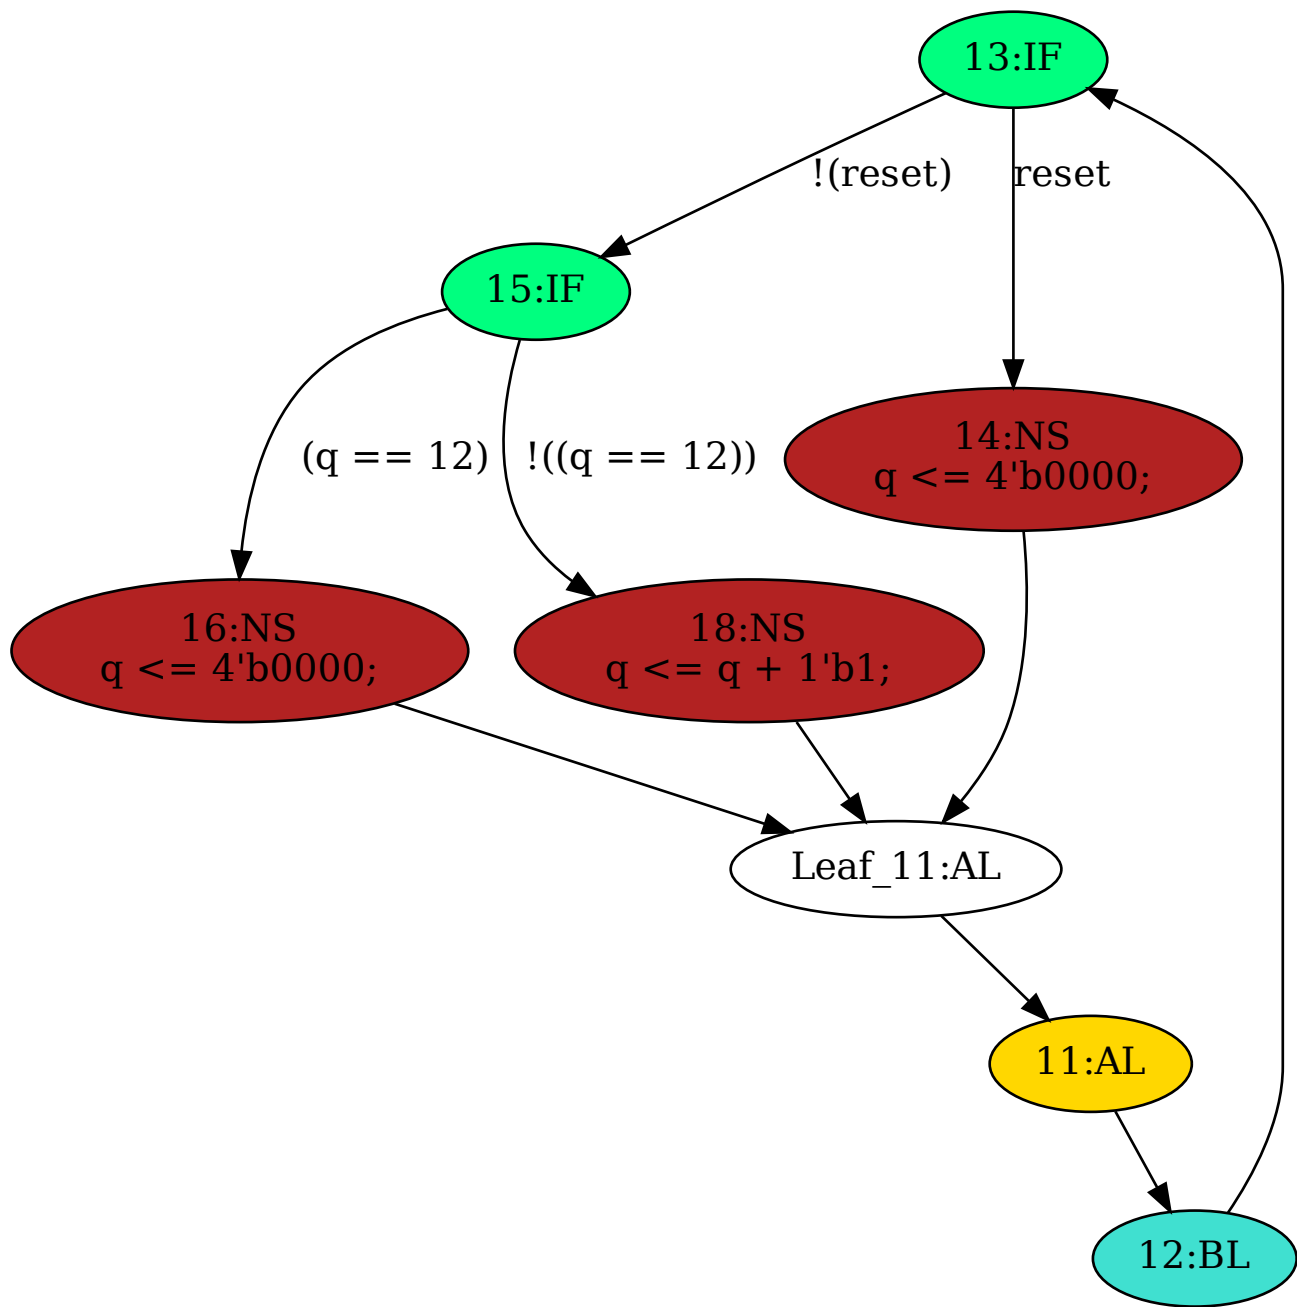 13:IF
!(reset)
reset
15:IF
(q == 12)
!((q == 12))
14:NS
q <= 4'b0000;
16:NS
q <= 4'b0000;
18:NS
q <= q + 1'b1;
Leaf_11:AL
11:AL
12:BL